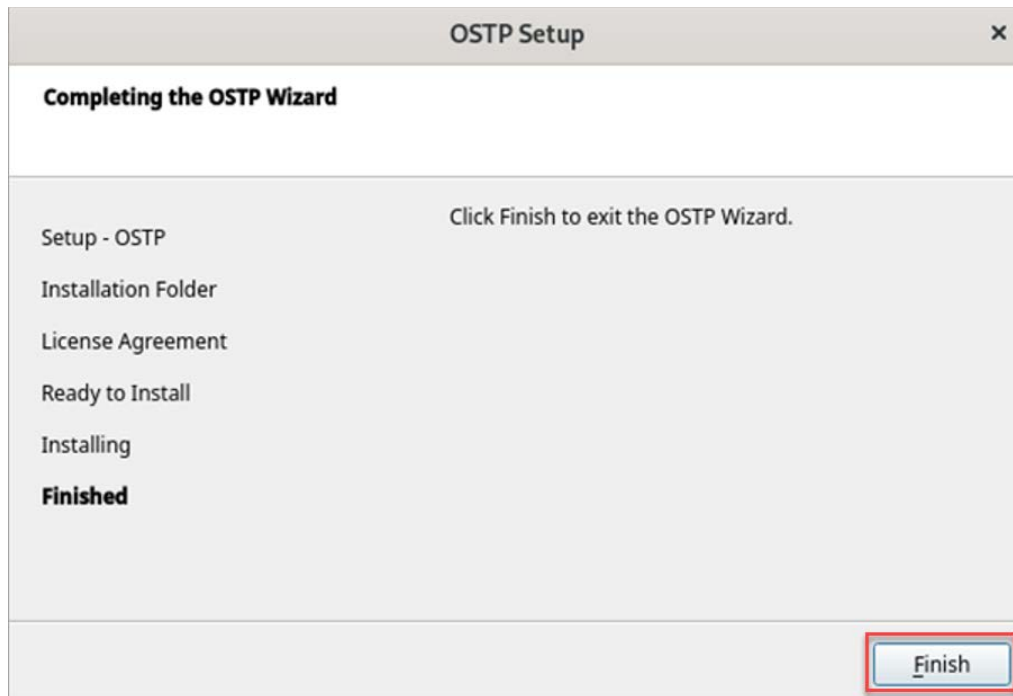 OSTP Setup
Completing the OSTP Wizard
Click Finish to exit the OSTP Wizard.
Setup - OSTP
Installation Folder
License Agreement
Ready to Install
Installing
Finished
Finish